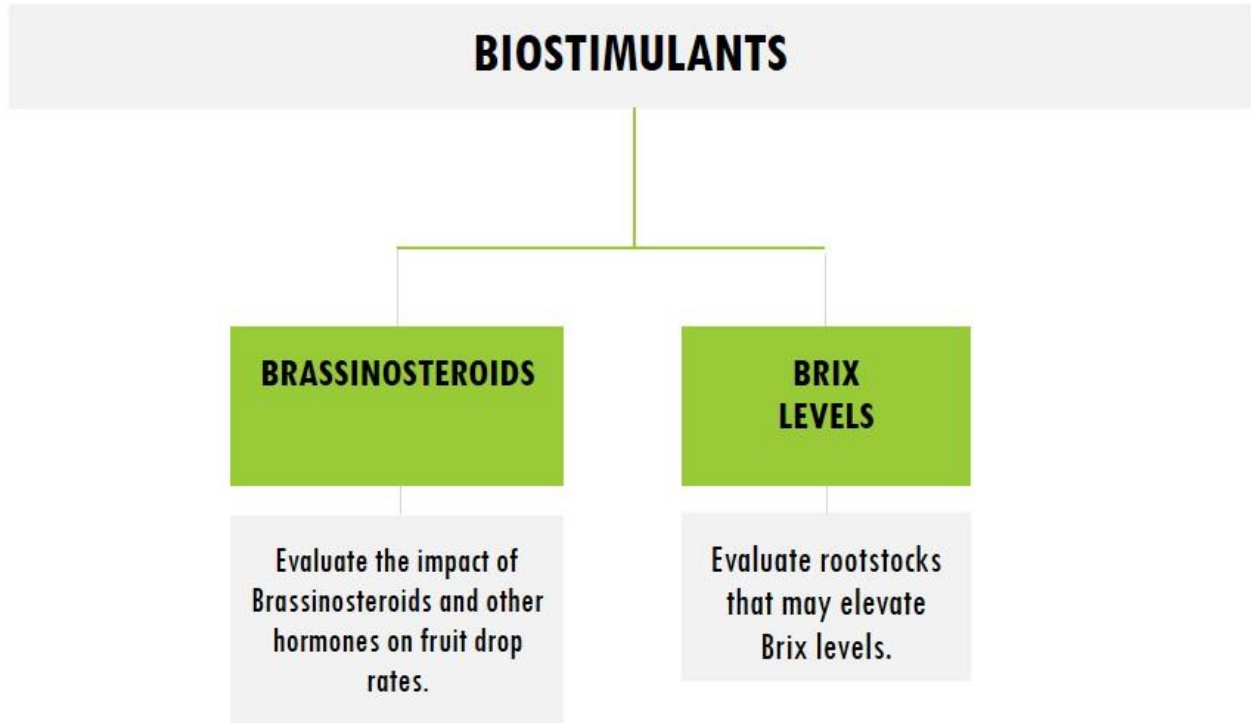 BIOSTIMULANTS
BRASSINOSTEROIDS
Evaluate the impact of
Brassinosteroids and other
hormones on fruit drop
rates.
BRIX
LEVELS
Evaluate rootstocks
that may elevate
Brix levels.